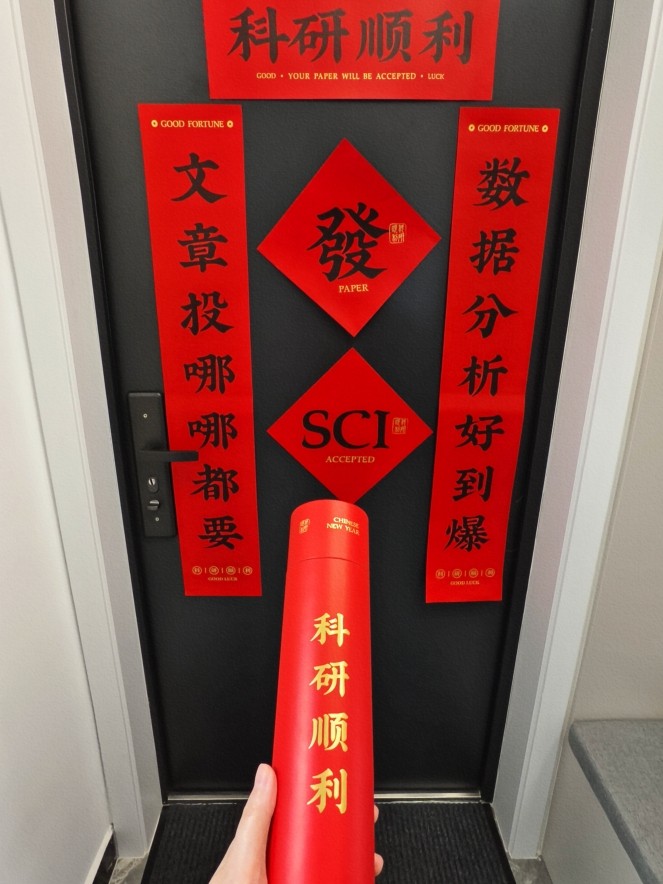 科研顺利
GOOD • YOUR PAPER WILL BE ACCEPTED • LUCK
GOOD FORTUNE
文章投哪哪都要
GOOD LUCK
發
PAPER
SCI
ACCEPTED
GOOD FORTUNE
数据分析好到爆
GOOD LUCK
CHINESE
NEW YEAR
科研顺利